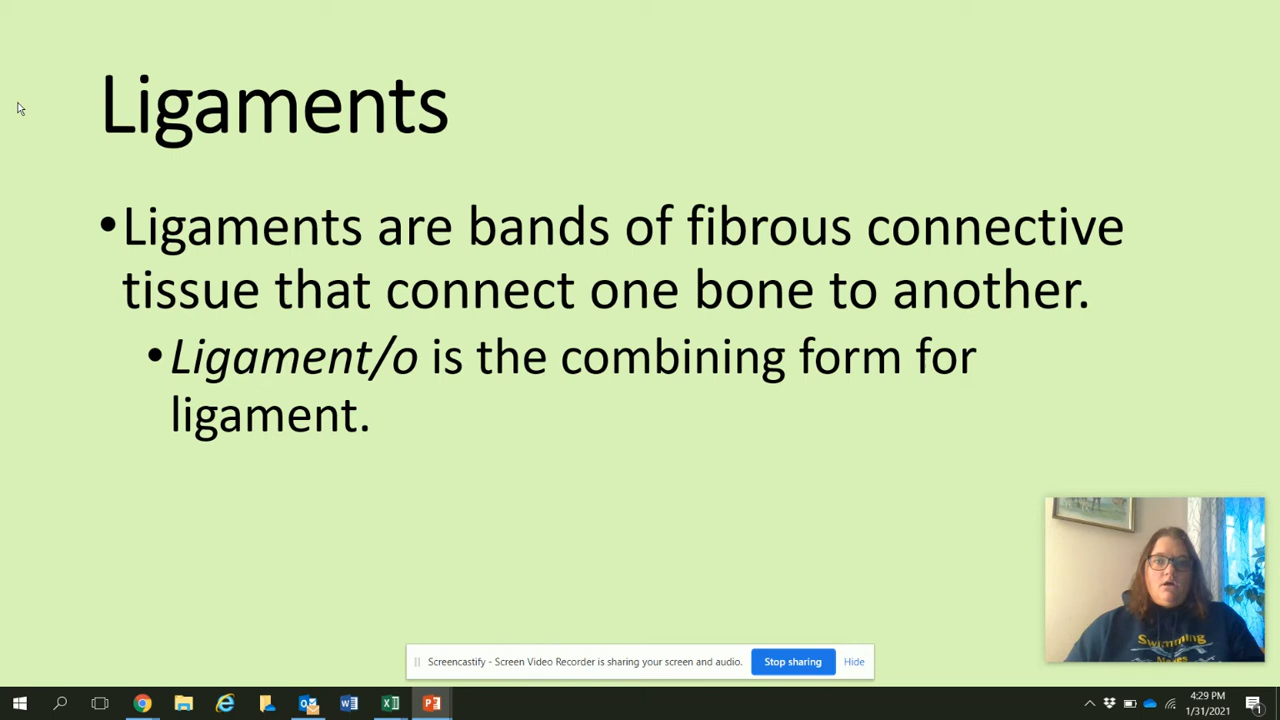 Ligaments
•Ligaments are bands of fibrous connective
tissue that connect one bone to another.
•Ligament/o is the combining form for
ligament.
Swimming
Screencastify - Screen Video Recorder is sharing your screen and audio. Stop sharing Hide
4:29 PM
1/31/2021